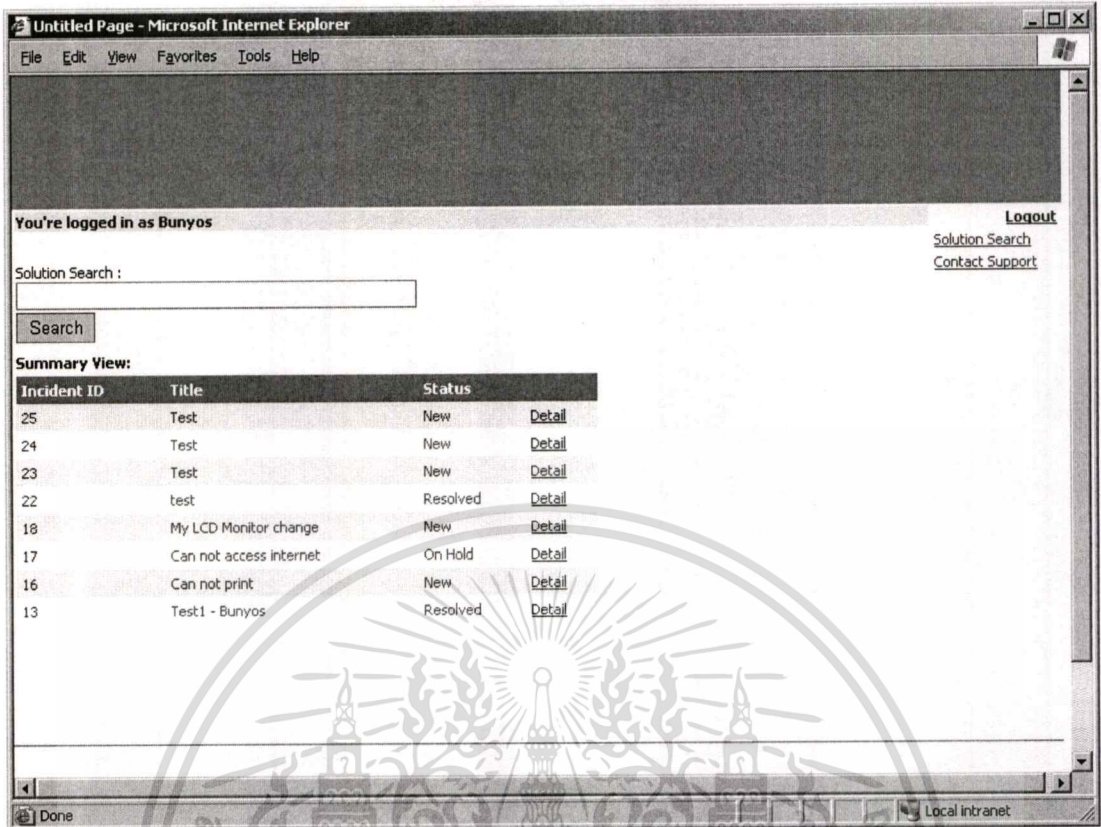 Untitled Page - Microsoft Internet Explorer
File Edit View Favorites Tools Help
You're logged in as Bunyos
Logout
Solution Search
Contact Support
Solution Search :
Search
Summary View:
Incident ID Title Status
25 Test New Detail
24 Test New Detail
23 Test New Detail
22 test Resolved Detail
18 My LCD Monitor change New Detail
17 Can not access internet On Hold Detail
16 Can not print New Detail
13 Test1 - Bunyos Resolved Detail
Done
Local intranet